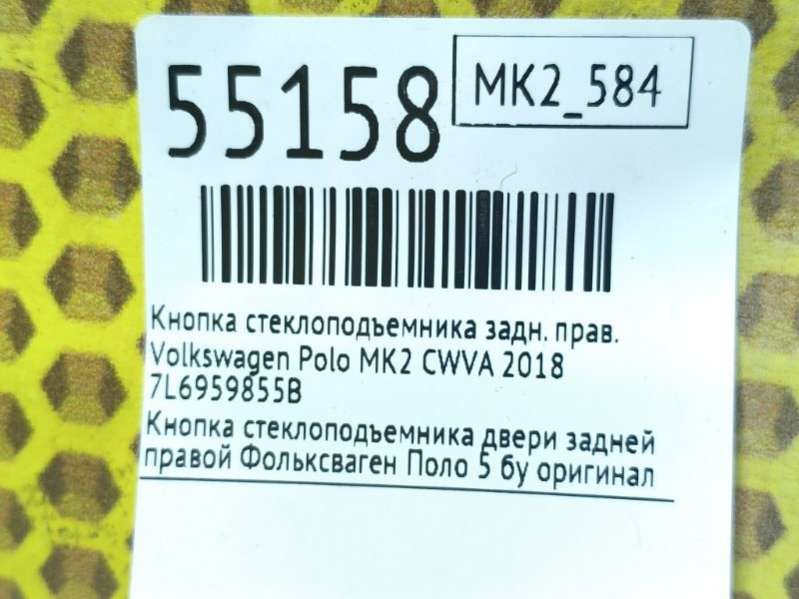 55158
MK2_584
Кнопка стеклоподъемника задн. прав.
Volkswagen Polo MK2 CWVA 2018
7L6959855B
Кнопка стеклоподъемника двери задней
правой Фольксваген Поло 5 бу оригинал